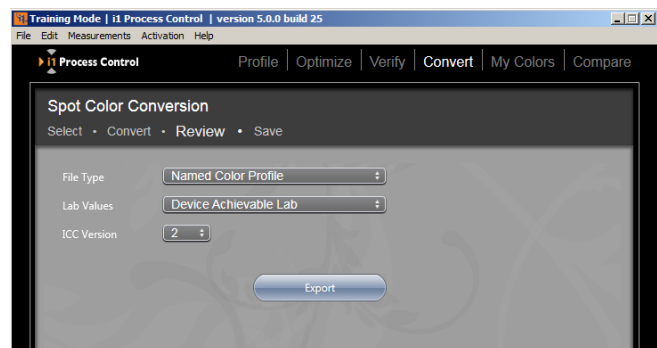 Training Mode | i1 Process Control | version 5.0.0 build 25
File Edit Measurements Activation Help
i1 Process Control Profile Optimize Verify Convert My Colors Compare
Spot Color Conversion
Select • Convert • Review • Save
File Type Named Color Profile
Lab Values Device Achievable Lab
ICC Version 2
Export